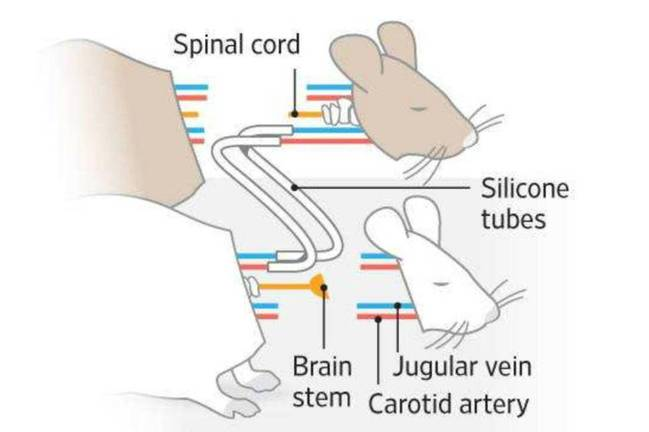 Spinal cord
Silicone
tubes
Brain
stem
Jugular vein
Carotid artery